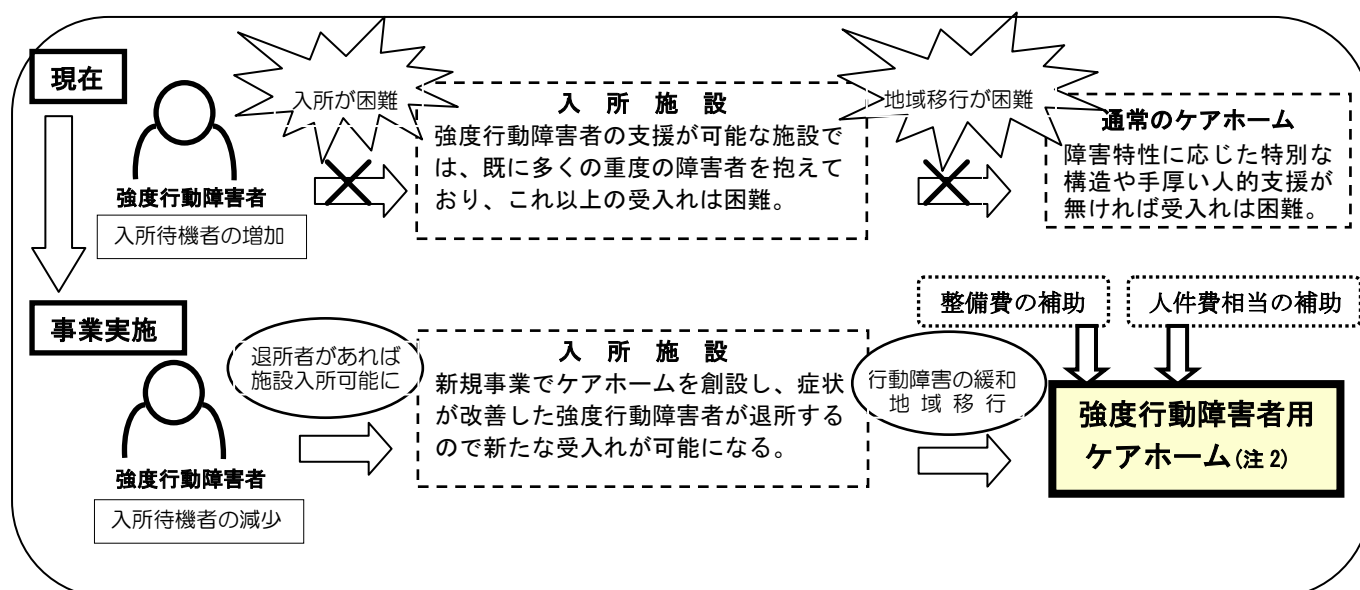 現在
入所が困難
強度行動障害者
入所待機者の増加
入所施設
強度行動障害者の支援が可能な施設で
は、既に多くの重度の障害者を抱えて
おり、これ以上の受入れは困難。
地域移行が困難
通常のケアホーム
障害特性に応じた特別な
構造や手厚い人的支援が
無ければ受入れは困難。
事業実施
強度行動障害者
入所待機者の減少
退所者があれば
施設入所可能に
入所施設
新規事業でケアホームを創設し、症状
が改善した強度行動障害者が退所する
ので新たな受入れが可能になる。
行動障害の緩和
地域移行
整備費の補助
人件費相当の補助
強度行動障害者用
ケアホーム(注2)